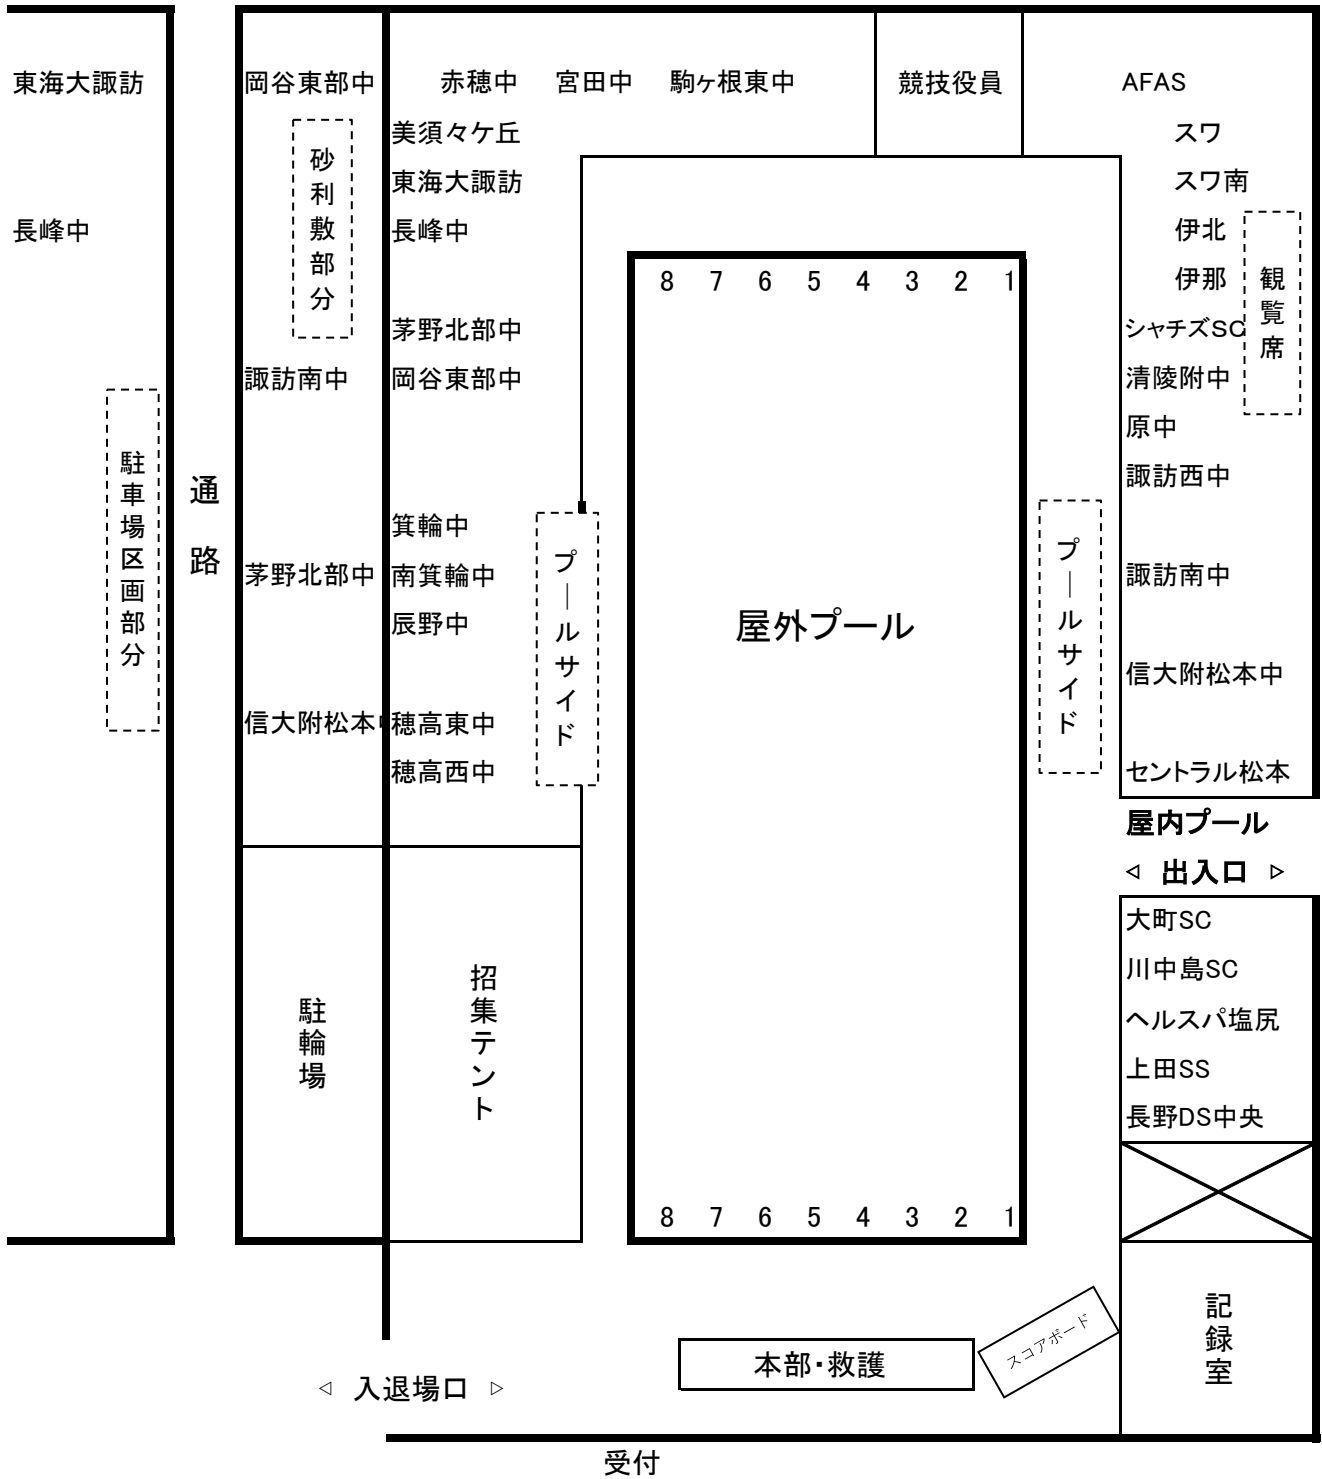 東海大諏訪
長峰中
駐車場区画部分
通路
岡谷東部中
砂利敷部分
諏訪南中
茅野北部中
信大附松本中
駐輪場
赤穂中 宮田中 駒ヶ根東中
美須々ケ丘
東海大諏訪
長峰中
茅野北部中
岡谷東部中
箕輪中
南箕輪中
辰野中
穂高東中
穂高西中
招集テント
プールサイド
競技役員
8 7 6 5 4 3 2 1
屋外プール
8 7 6 5 4 3 2 1
プールサイド
AFAS
スワ
スワ南
伊北
伊那
シャチズSC
清陵附中
原中
諏訪西中
諏訪南中
信大附松本中
セントラル松本
観覧席
屋内プール
◁ 出入口 ▷
大町SC
川中島SC
ヘルスパ塩尻
上田SS
長野DS中央
記録室
スコアボード
本部・救護
◁ 入退場口 ▷
受付